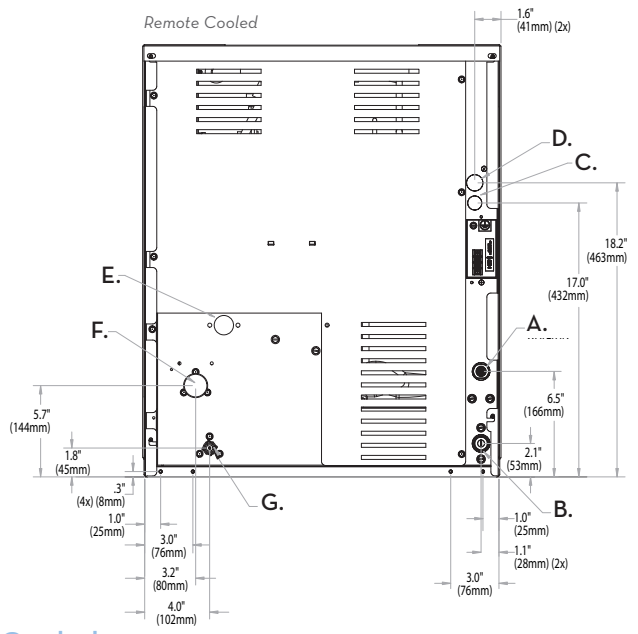 Remote Cooled
1.6"
(41mm) (2x)
D.
C.
18.2"
(463mm)
17.0"
(432mm)
E.
F.
A.
5.7"
(144mm)
6.5"
(166mm)
1.8"
(45mm)
2.1"
(53mm)
.3"
(4x) (8mm)
G.
B.
1.0"
(25mm)
1.0"
(25mm)
3.0"
(76mm)
1.1"
(28mm) (2x)
3.2"
(80mm)
3.0"
(76mm)
4.0"
(102mm)